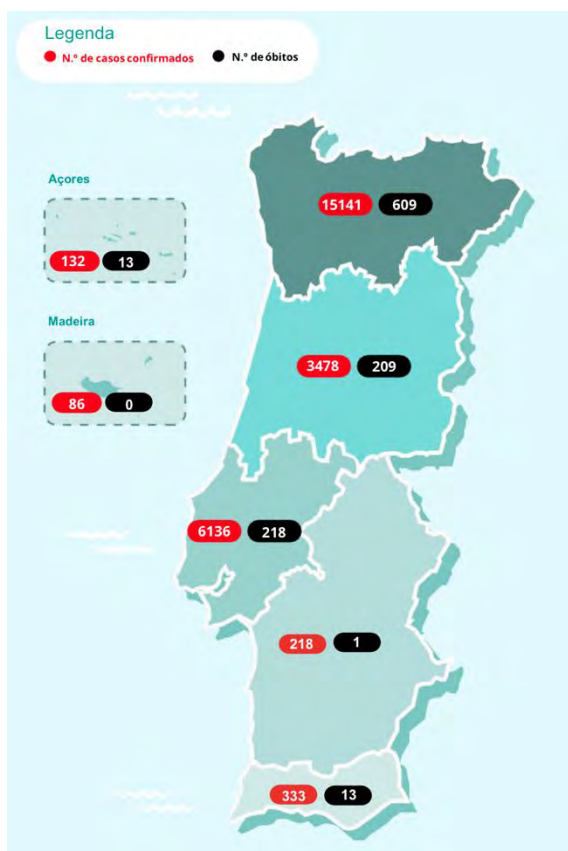 Legenda
N.º de casos confirmados N.º de óbitos
15141 609
Açores
132 13
Madeira
3478 209
86 0
6136 218
218 1
333 13